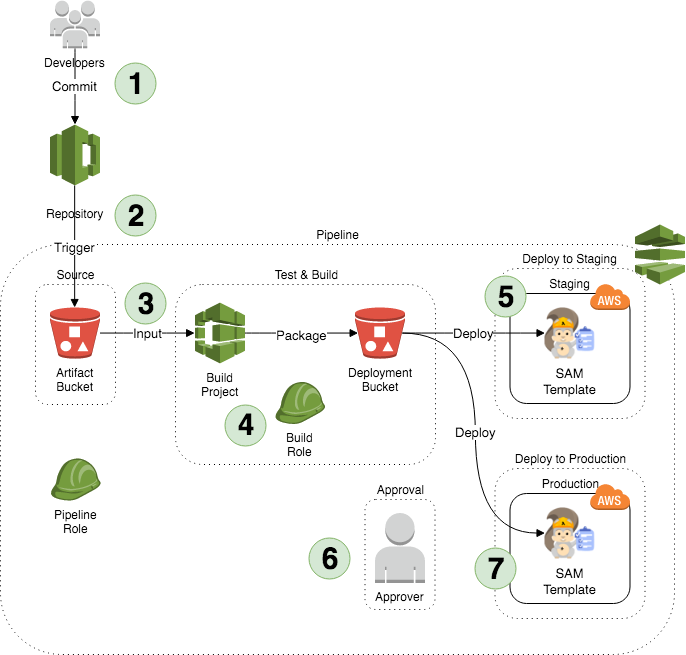 Developers
Commit
1
Repository
2
Trigger
Pipeline
Source
Test & Build
Deploy to Staging
3
5
Staging
AWS
Input
Package
Deploy
Artifact
Bucket
Build
Project
Deployment
Bucket
SAM
Template
4
Build
Role
Deploy
Pipeline
Role
Deploy to Production
Approval
Production
AWS
6
7
SAM
Template
Approver